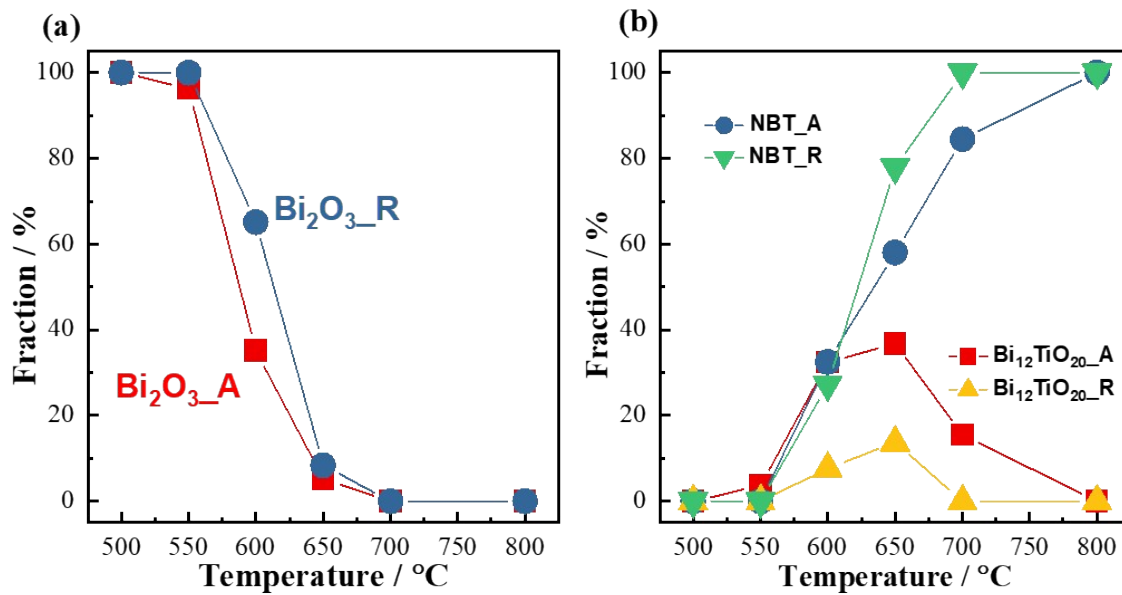 (a)
Fraction / %
100
80
60
40
20
0
Bi₂O₃_R
Bi₂O₃_A
500 550 600 650 700 750 800
Temperature / °C
(b)
Fraction / %
100
80
60
40
20
0
NBT_A
NBT_R
Bi₁₂TiO₂₀_A
Bi₁₂TiO₂₀_R
500 550 600 650 700 750 800
Temperature / °C